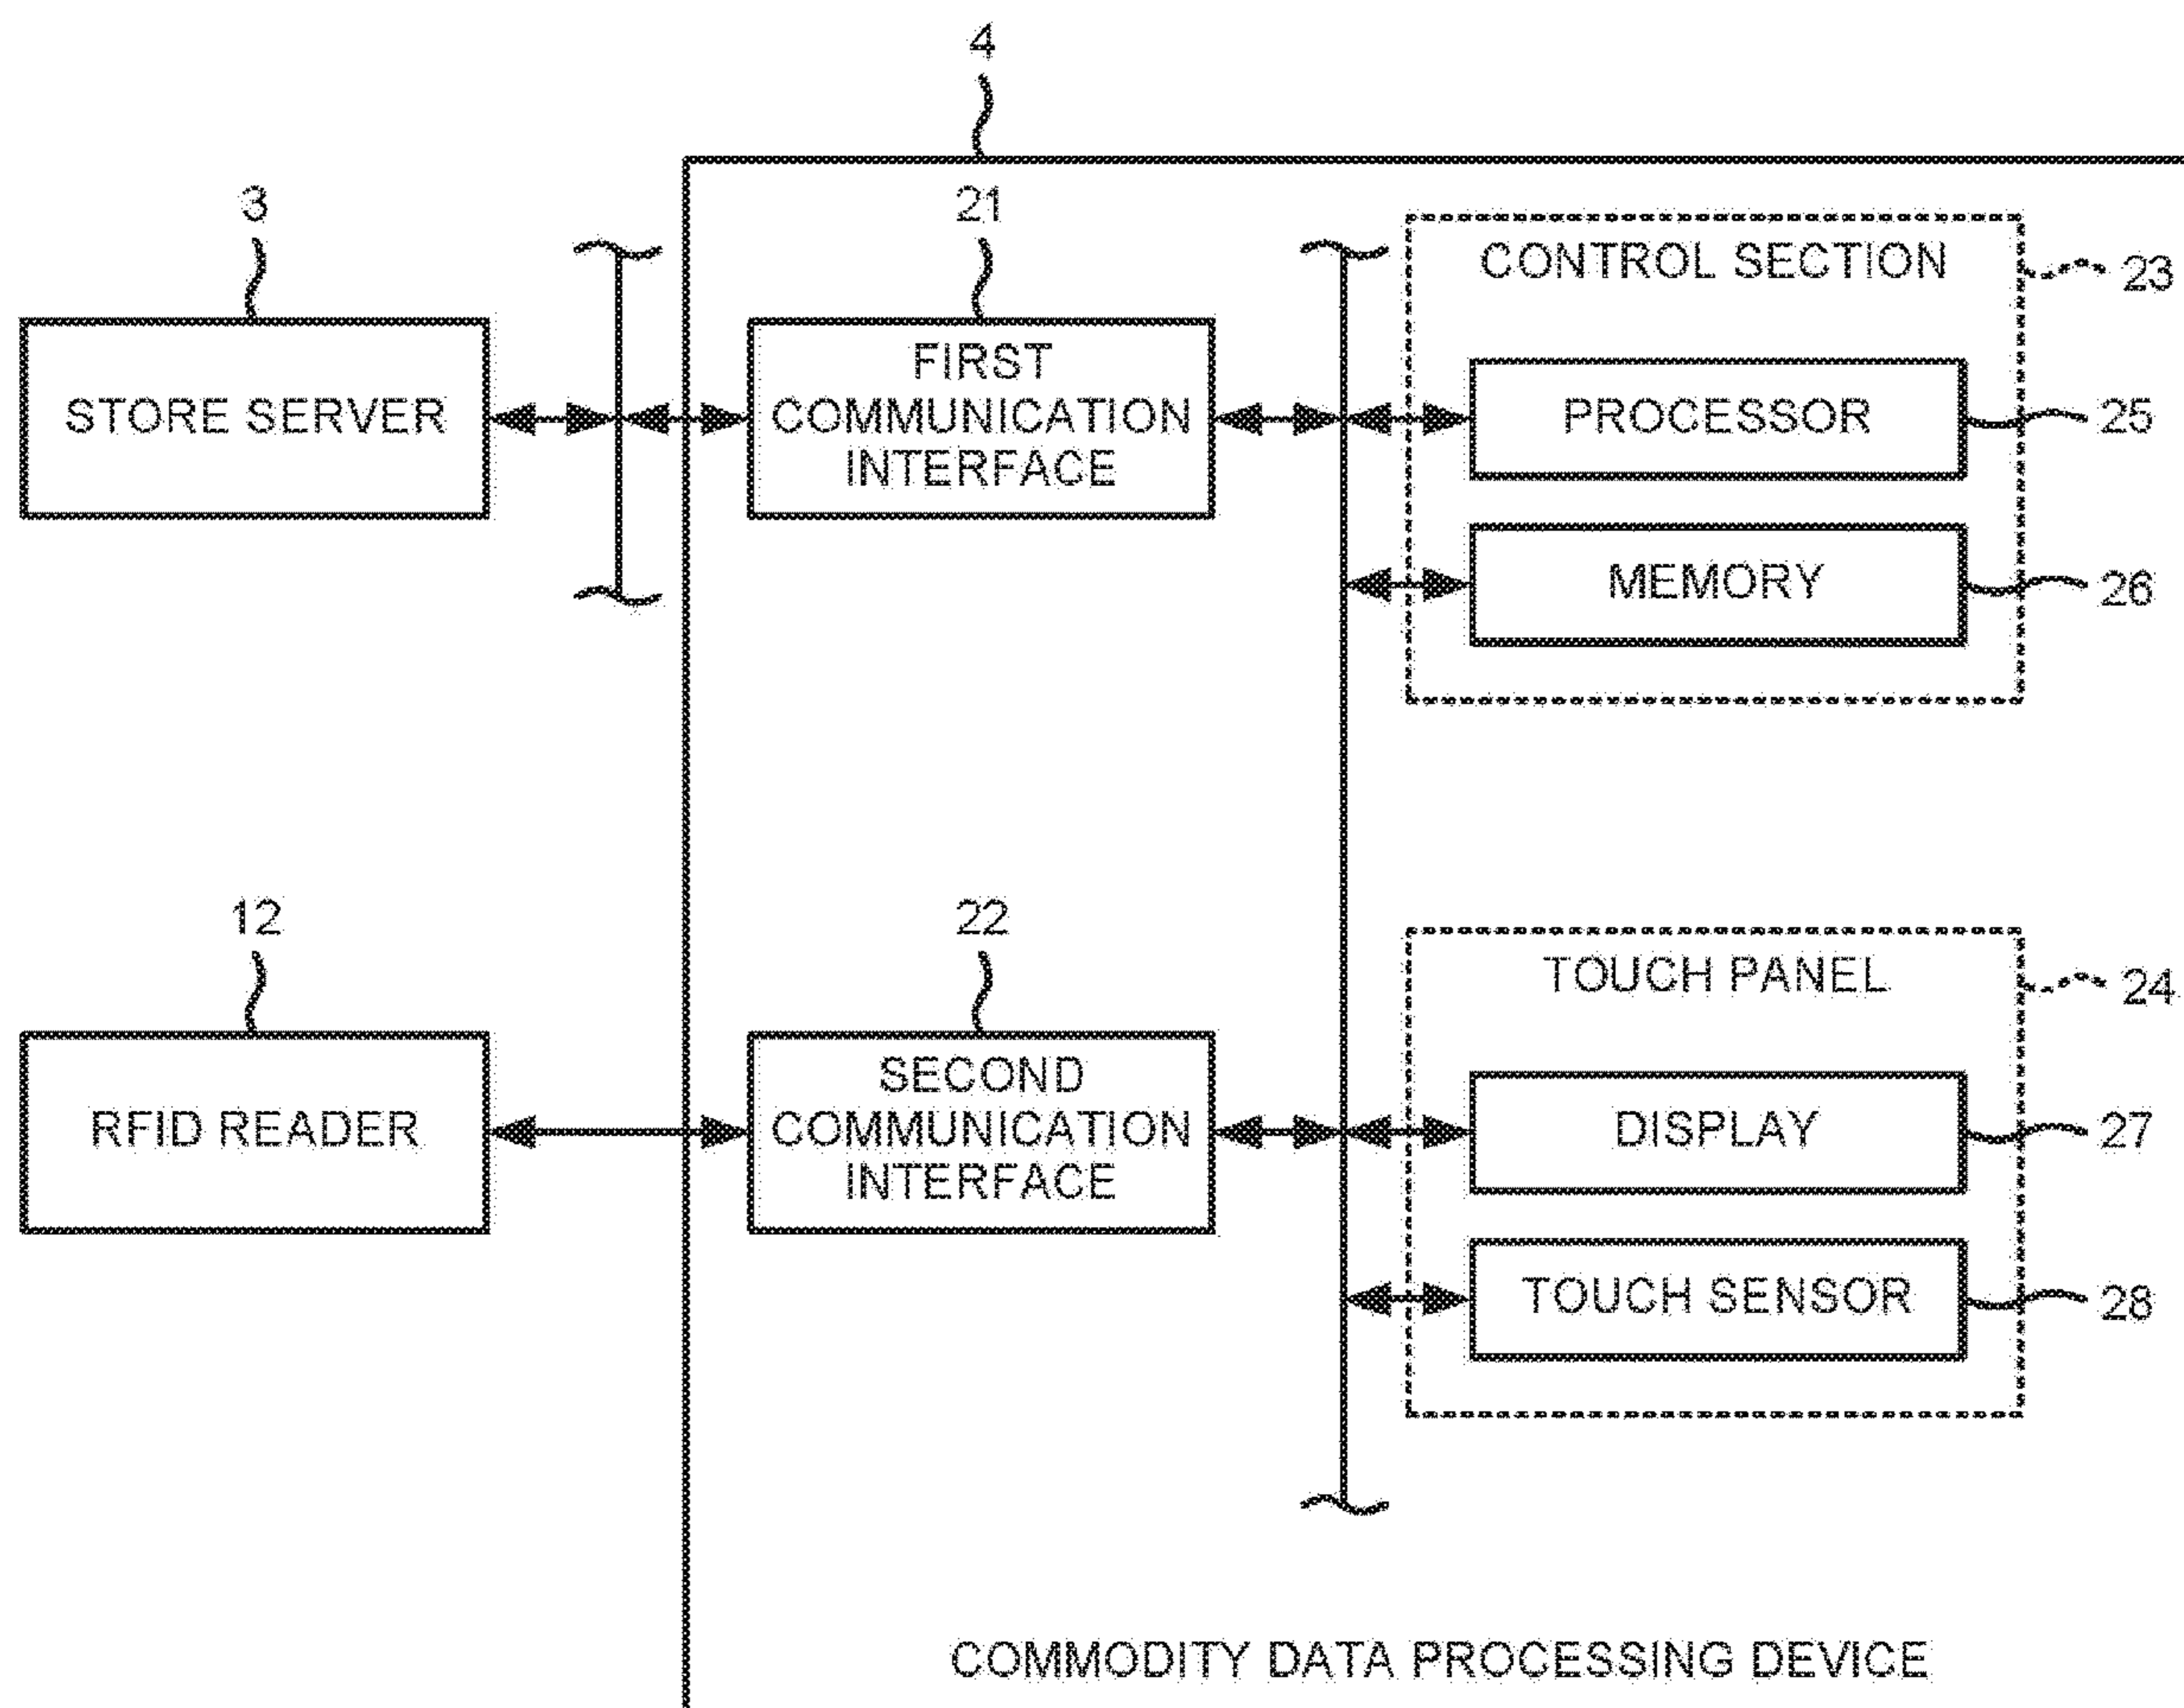 4
3
21
CONTROL SECTION
23
STORE SERVER
FIRST
COMMUNICATION
INTERFACE
PROCESSOR
25
MEMORY
26
12
22
TOUCH PANEL
24
RFID READER
SECOND
COMMUNICATION
INTERFACE
DISPLAY
27
TOUCH SENSOR
28
COMMODITY DATA PROCESSING DEVICE